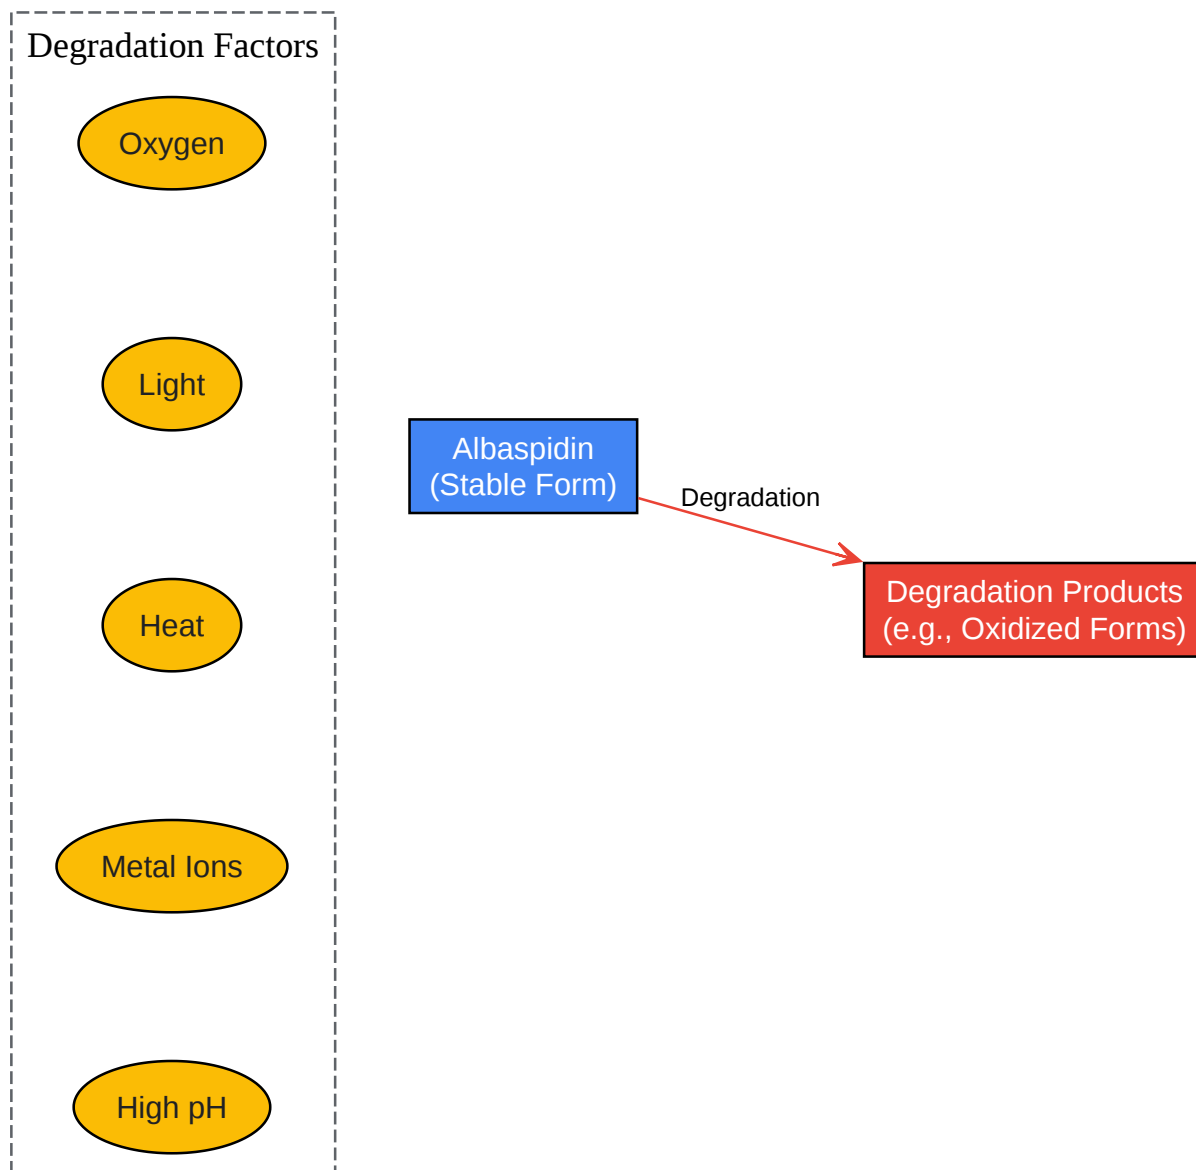 Degradation Factors
Oxygen
Light
Albaspidin
(Stable Form)
Degradation
Degradation Products
(e.g., Oxidized Forms)
Heat
Metal Ions
High pH